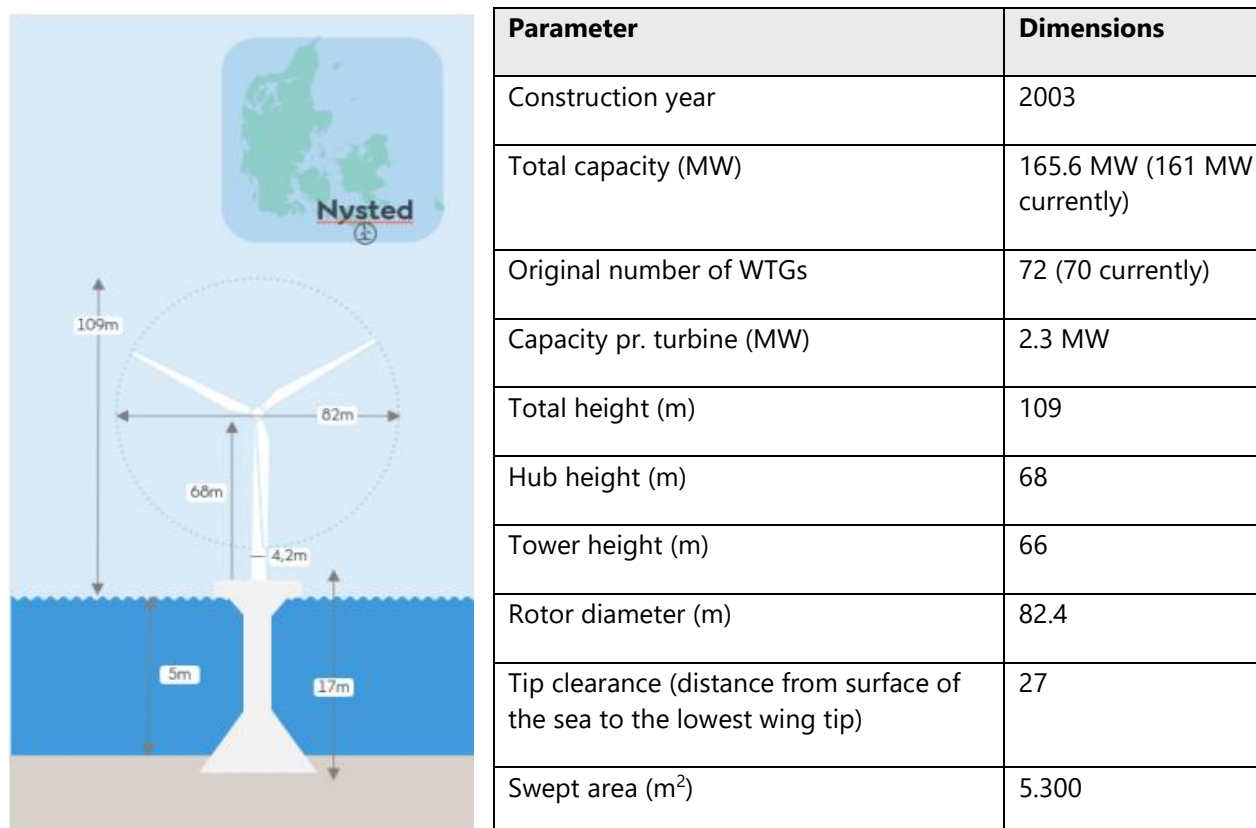 Nysted
109m
82m
68m
4,2m
5m
17m
Parameter Dimensions
Construction year 2003
Total capacity (MW) 165.6 MW (161 MW
currently)
Original number of WTGs 72 (70 currently)
Capacity pr. turbine (MW) 2.3 MW
Total height (m) 109
Hub height (m) 68
Tower height (m) 66
Rotor diameter (m) 82.4
Tip clearance (distance from surface of 27
the sea to the lowest wing tip)
Swept area (m²) 5.300